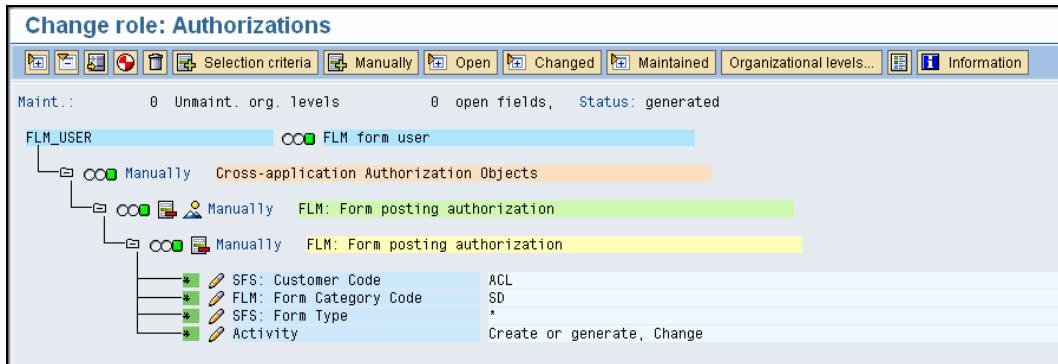 Change role: Authorizations
Selection criteria Manually Open Changed Maintained Organizational levels... Information
Maint.: 0 Unmaint. org. levels 0 open fields, Status: generated
FLM_USER FLM form user
Manually Cross-application Authorization Objects
Manually FLM: Form posting authorization
Manually FLM: Form posting authorization
* SFS: Customer Code ACL
* FLM: Form Category Code SD
* SFS: Form Type *
* Activity Create or generate, Change